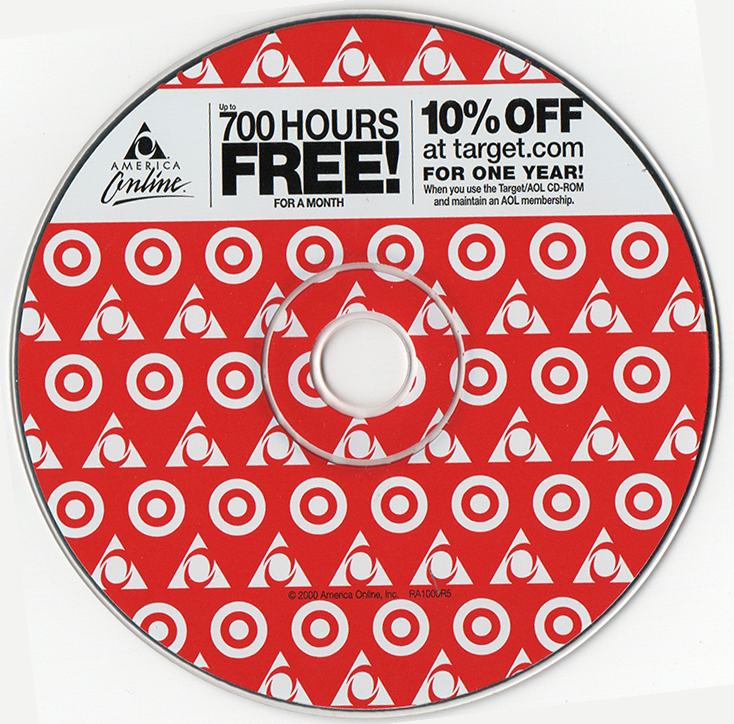 AMERICA
Online.
Up to
700 HOURS
FREE!
FOR A MONTH
10% OFF
at target.com
FOR ONE YEAR!
When you use the Target/AOL CD-ROM
and maintain an AOL membership.
© 2000 America Online, Inc. RA1000R5